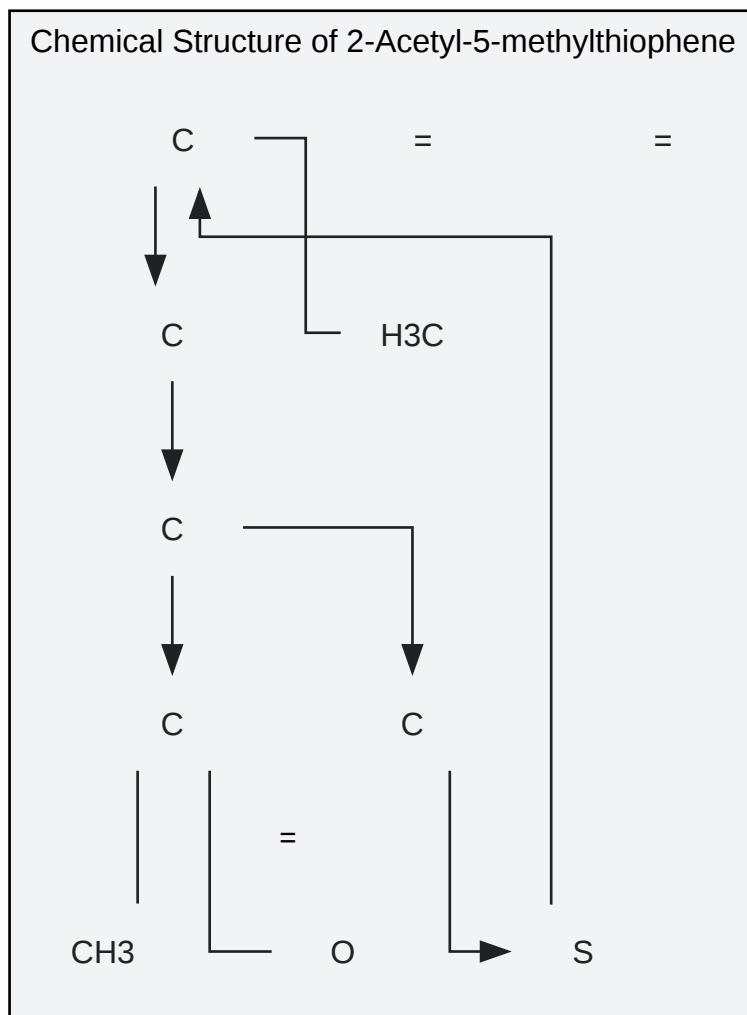 Chemical Structure of 2-Acetyl-5-methylthiophene
C = =
C H3C
C
C C
=
CH3 O S